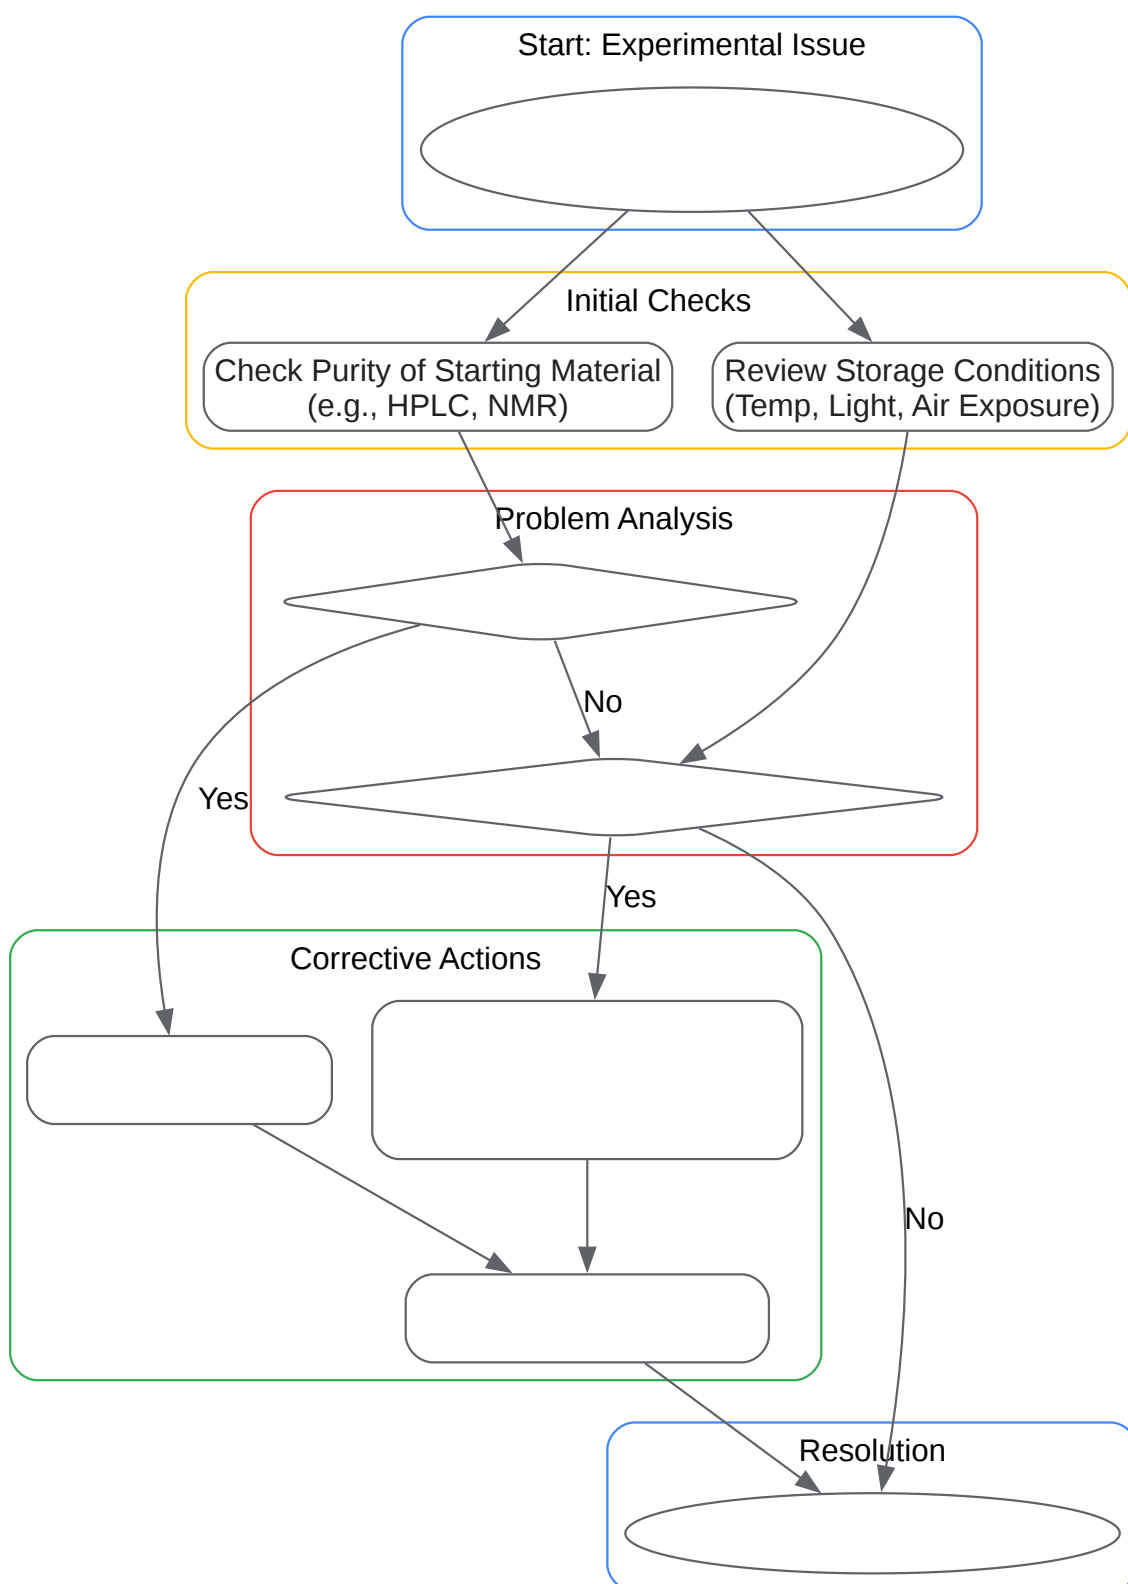 Start: Experimental Issue
Initial Checks
Check Purity of Starting Material
(e.g., HPLC, NMR)
Review Storage Conditions
(Temp, Light, Air Exposure)
Problem Analysis
No
Yes
Yes
Corrective Actions
No
Resolution